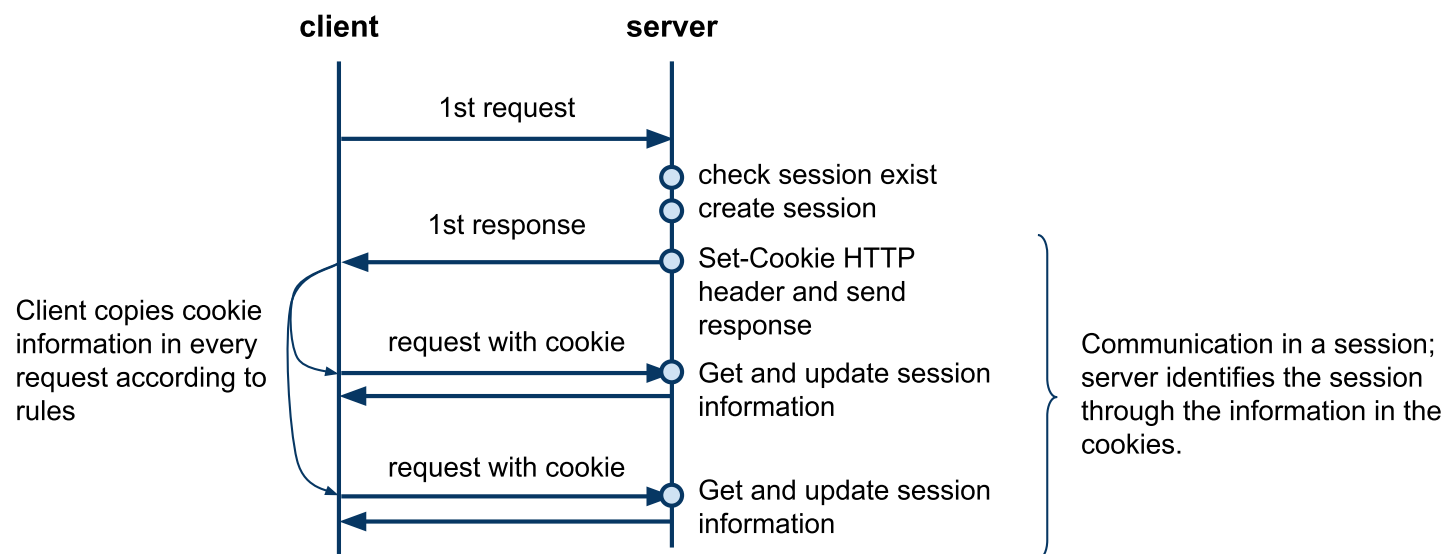 client
server
1st request
check session exist
create session
1st response
Set-Cookie HTTP
header and send
response
Client copies cookie
information in every
request according to
rules
request with cookie
Get and update session
information
Communication in a session;
server identifies the session
through the information in the
cookies.
request with cookie
Get and update session
information